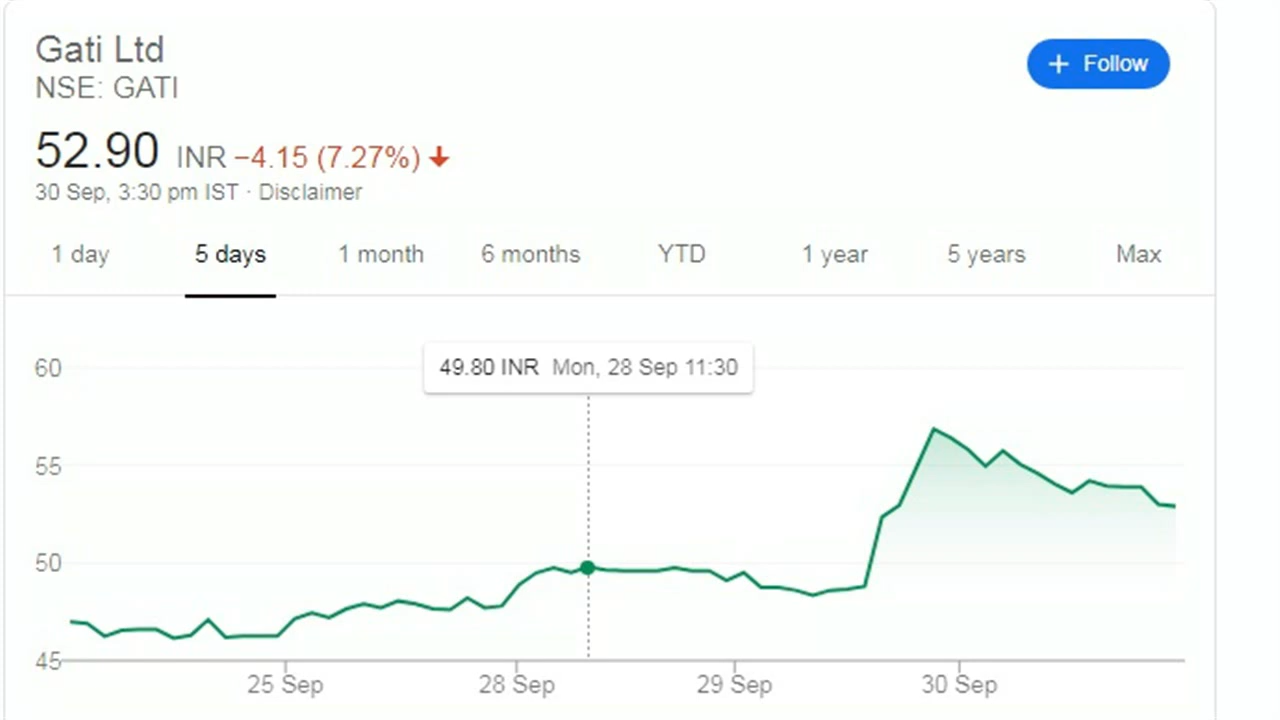 Gati Ltd
+ Follow
NSE: GATI
52.90 INR −4.15 (7.27%)
30 Sep, 3:30 pm IST · Disclaimer
1 day 5 days 1 month 6 months YTD 1 year 5 years Max
60
49.80 INR Mon, 28 Sep 11:30
55
50
45
25 Sep 28 Sep 29 Sep 30 Sep